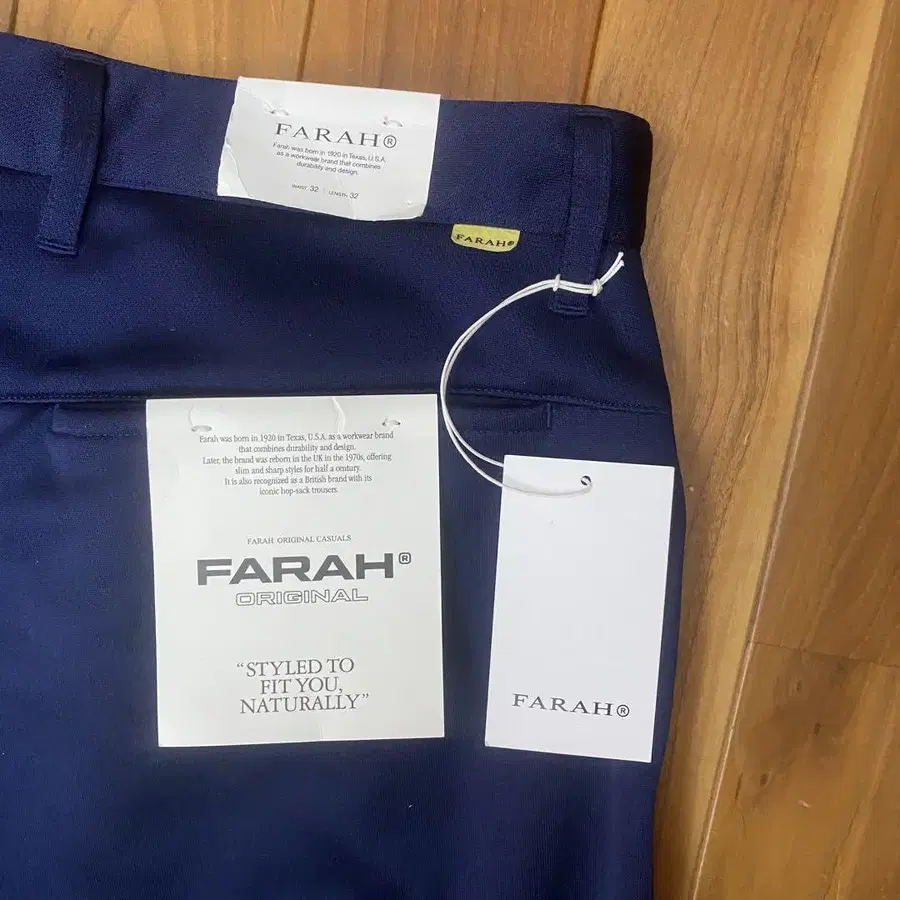 FARAH®
Farah was born in 1920 in Texas, U.S.A.
as a workwear brand that combines
durability and design.
WAIST 32 | LENGTH 32
FARAH®
Farah was born in 1920 in Texas, U.S.A. as a workwear brand
that combines durability and design.
Later, the brand was reborn in the UK in the 1970s, offering
slim and sharp styles for half a century.
It is also recognized as a British brand with its
iconic hop-sack trousers.
FARAH ORIGINAL CASUALS
FARAH®
ORIGINAL
“STYLED TO
FIT YOU,
NATURALLY”
FARAH®